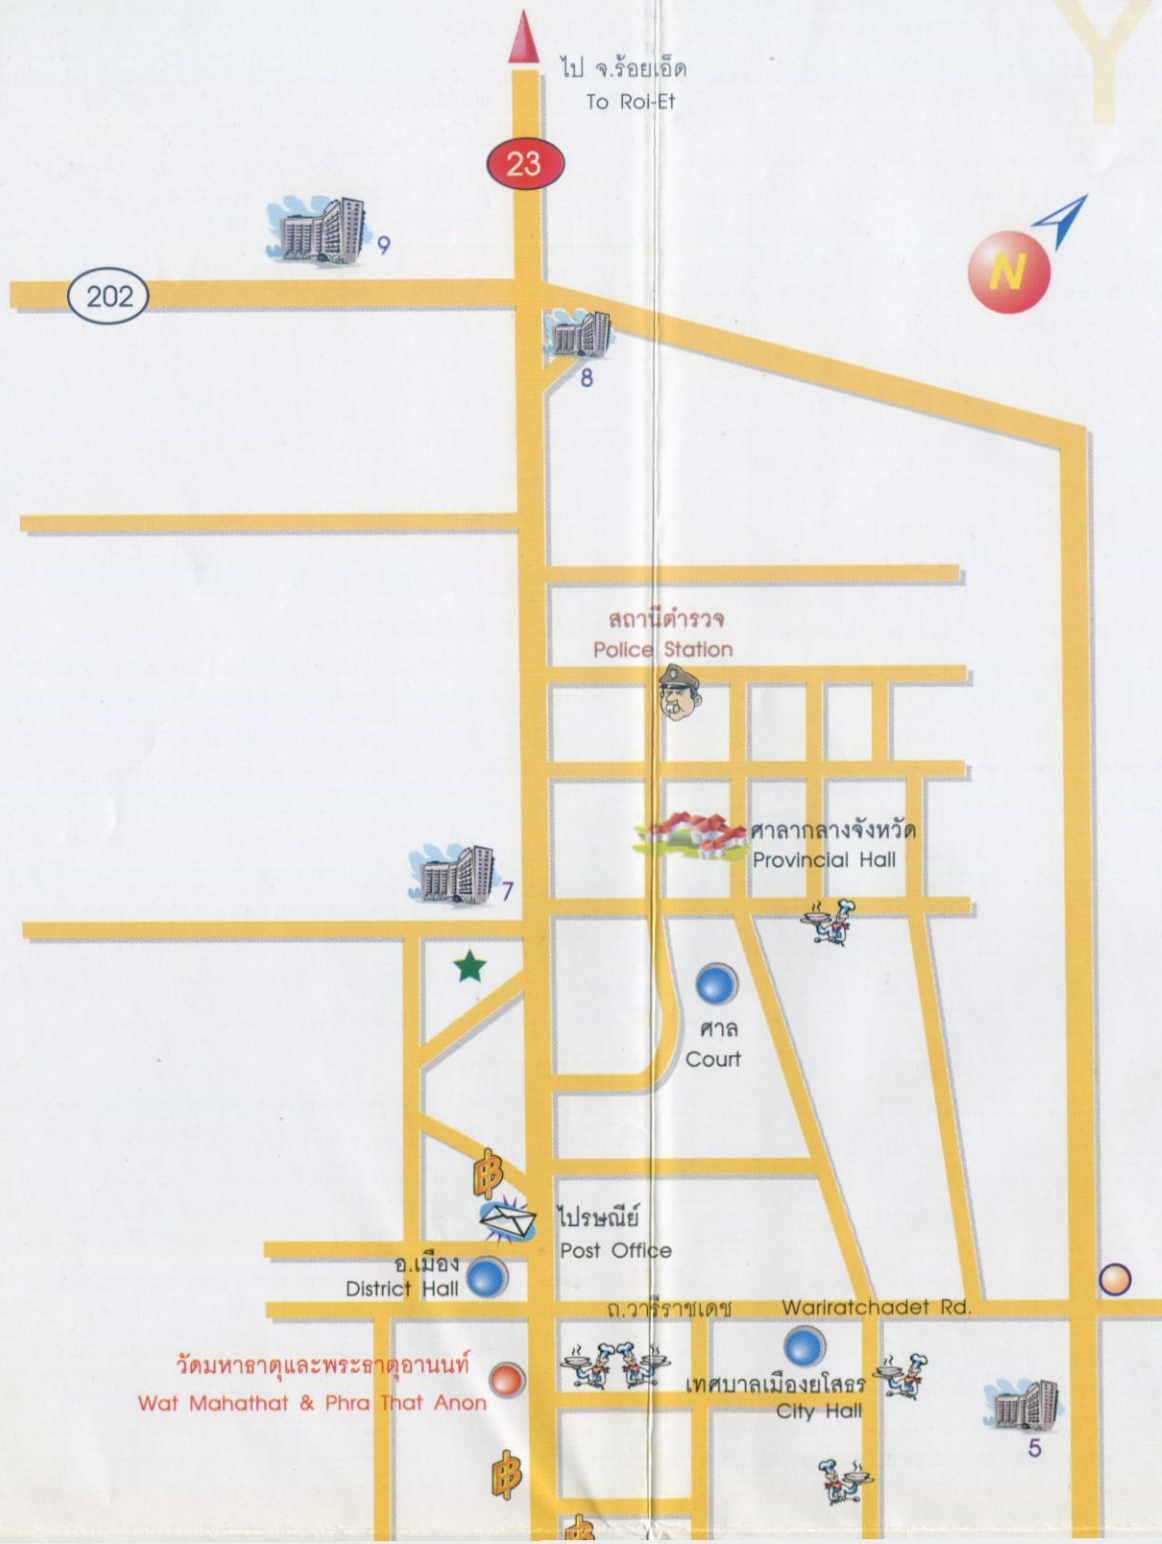 Y
ไป จ.ร้อยเอ็ด
To Roi-Et
23
N
9
202
8
สถานีตำรวจ
Police Station
ศาลากลางจังหวัด
Provincial Hall
7
ศาล
Court
ไปรษณีย์
Post Office
อ.เมือง
District Hall
ถ.วารีราชเดช Wariratchadet Rd.
วัดมหาธาตุและพระธาตุอานนท์
Wat Mahathat & Phra That Anon
เทศบาลเมืองยโสธร
City Hall
5